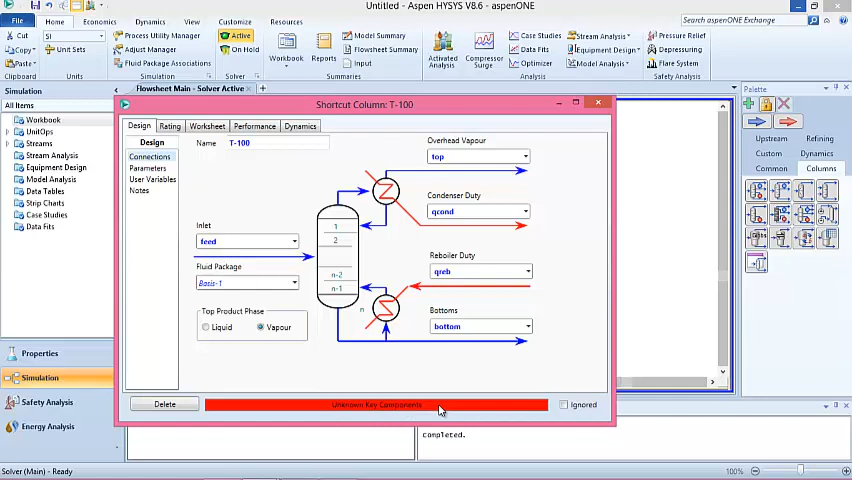 Untitled - Aspen HYSYS V8.6 - aspenONE
File Home Economics Dynamics View Customize Resources
Search aspenONE Exchange
Cut
Copy
Paste
Clipboard
SI
Unit Sets
Units
Process Utility Manager
Adjust Manager
Fluid Package Associations
Simulation
Active
On Hold
Solver
Workbook
Reports
Model Summary
Flowsheet Summary
Input
Summaries
Activated Analysis
Compressor Surge
Case Studies
Data Fits
Optimizer
Stream Analysis
Equipment Design
Model Analysis
Analysis
Pressure Relief
Depressuring
Flare System
Safety Analysis
Simulation
All Items
Workbook
UnitOps
Streams
Stream Analysis
Equipment Design
Model Analysis
Data Tables
Strip Charts
Case Studies
Data Fits
Properties
Simulation
Safety Analysis
Energy Analysis
Flowsheet Main - Solver Active
Shortcut Column: T-100
Design Rating Worksheet Performance Dynamics
Design
Connections
Parameters
User Variables
Notes
Name T-100
Overhead Vapour
top
Condenser Duty
qcond
Inlet
feed
Fluid Package
Basis-1
1
2
n-2
n-1
n
Reboiler Duty
qreb
Bottoms
bottom
Top Product Phase
Liquid Vapour
Delete
Unknown Key Components
Ignored
Palette
Upstream Refining
Custom Dynamics
Common Columns
completed.
Solver (Main) - Ready
100%